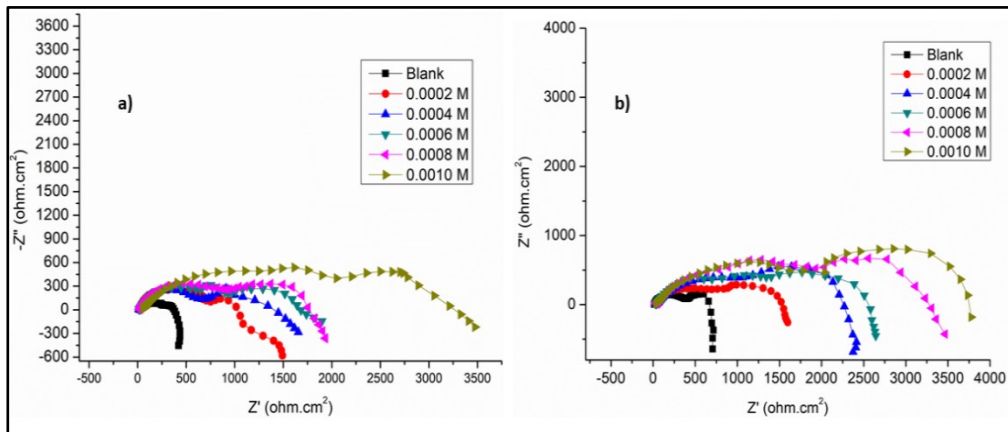 a)
-Z'' (ohm.cm²)
3600
3300
3000
2700
2400
2100
1800
1500
1200
900
600
300
0
-300
-600
Blank
0.0002 M
0.0004 M
0.0006 M
0.0008 M
0.0010 M
-500 0 500 1000 1500 2000 2500 3000 3500
Z' (ohm.cm²)
b)
Z'' (ohm.cm²)
4000
3000
2000
1000
0
Blank
0.0002 M
0.0004 M
0.0006 M
0.0008 M
0.0010 M
-500 0 500 1000 1500 2000 2500 3000 3500 4000
Z' (ohm.cm²)